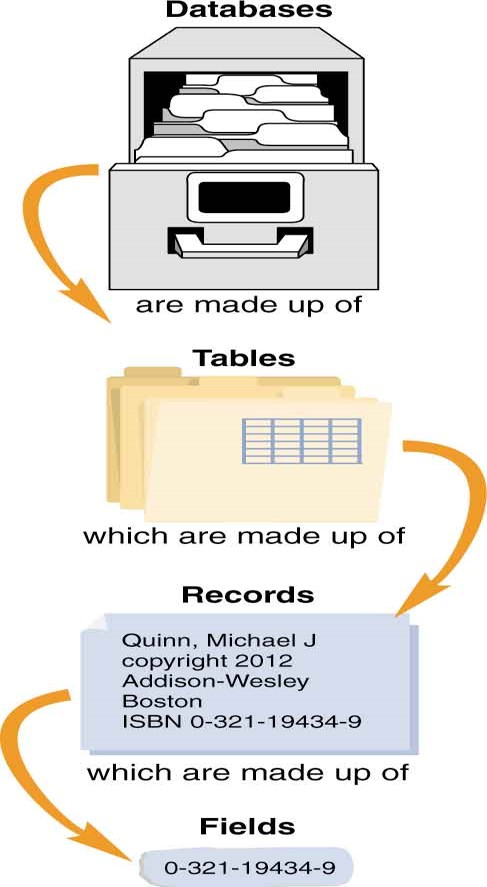 Databases
are made up of
Tables
which are made up of
Records
Quinn, Michael J
copyright 2012
Addison-Wesley
Boston
ISBN 0-321-19434-9
which are made up of
Fields
0-321-19434-9